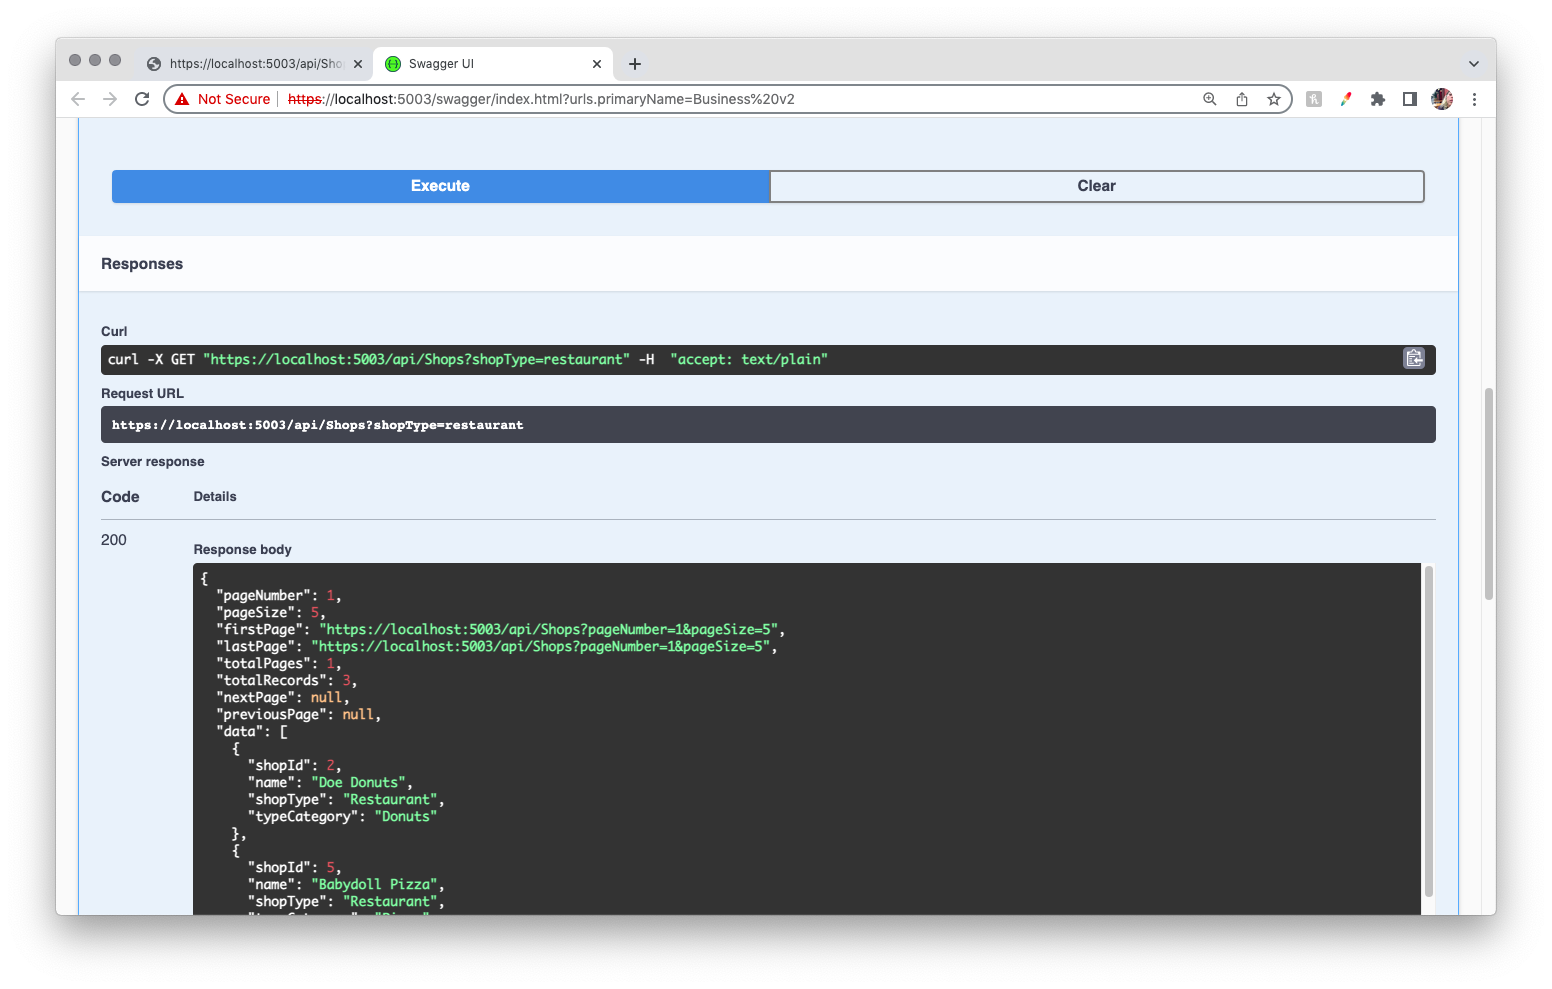 https://localhost:5003/api/Sho
Swagger UI
Not Secure
https://localhost:5003/swagger/index.html?urls.primaryName=Business%20v2
Execute
Clear
Responses
Curl
curl -X GET "https://localhost:5003/api/Shops?shopType=restaurant" -H  "accept: text/plain"
Request URL
https://localhost:5003/api/Shops?shopType=restaurant
Server response
Code
Details
200
Response body
{
"pageNumber": 1,
"pageSize": 5,
"firstPage": "https://localhost:5003/api/Shops?pageNumber=1&pageSize=5",
"lastPage": "https://localhost:5003/api/Shops?pageNumber=1&pageSize=5",
"totalPages": 1,
"totalRecords": 3,
"nextPage": null,
"previousPage": null,
"data": [
{
"shopId": 2,
"name": "Doe Donuts",
"shopType": "Restaurant",
"typeCategory": "Donuts"
},
{
"shopId": 5,
"name": "Babydoll Pizza",
"shopType": "Restaurant",